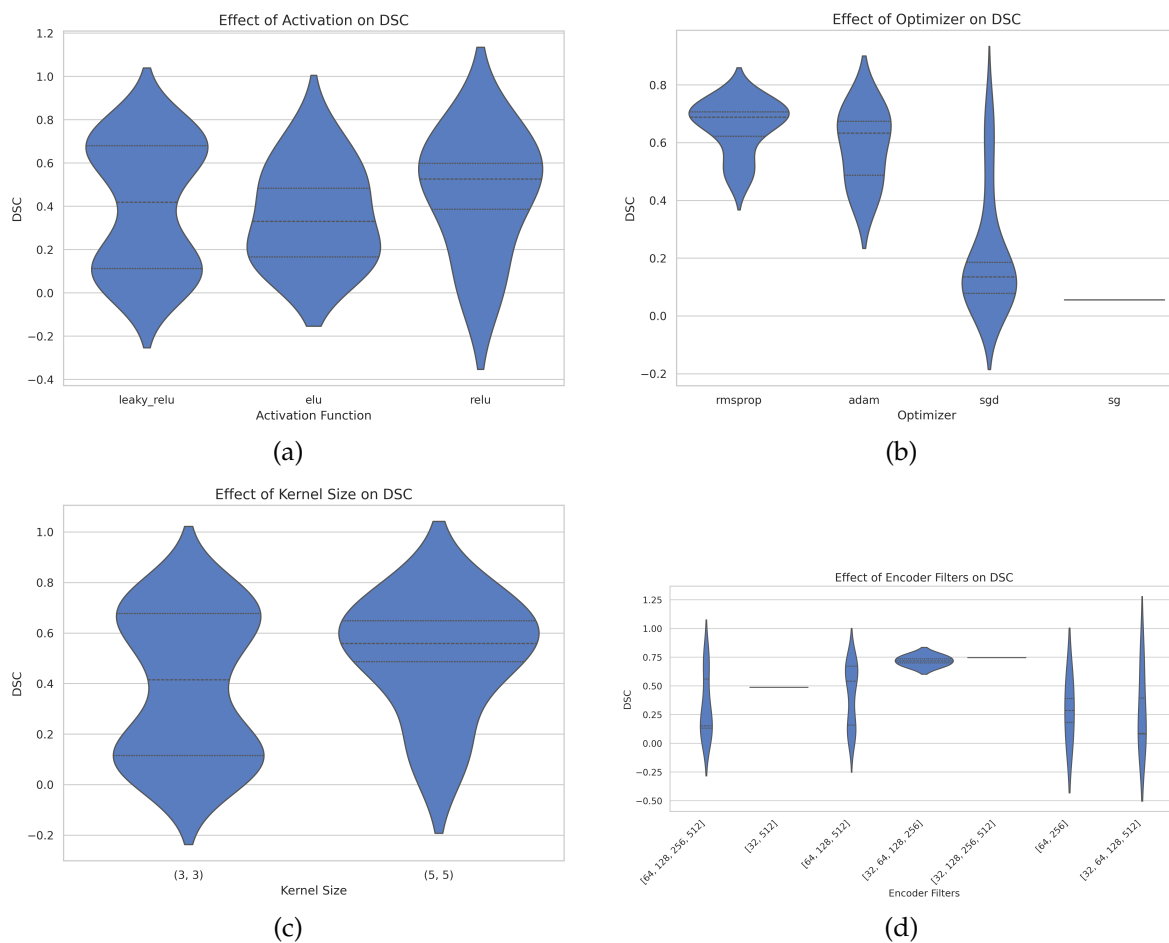 Effect of Activation on DSC
1.2
1.0
0.8
0.6
0.4
0.2
0.0
−0.2
−0.4
DSC
leaky_relu elu relu
Activation Function
(a)
Effect of Optimizer on DSC
0.8
0.6
0.4
0.2
0.0
−0.2
DSC
rmsprop adam sgd sg
Optimizer
(b)
Effect of Kernel Size on DSC
1.0
0.8
0.6
0.4
0.2
0.0
−0.2
DSC
(3, 3) (5, 5)
Kernel Size
(c)
Effect of Encoder Filters on DSC
1.25
1.00
0.75
0.50
0.25
0.00
−0.25
−0.50
DSC
[64, 128, 256, 512]
[32, 512]
[64, 128, 512]
[32, 64, 128, 256]
[32, 128, 256, 512]
[64, 256]
[32, 64, 128, 512]
Encoder Filters
(d)